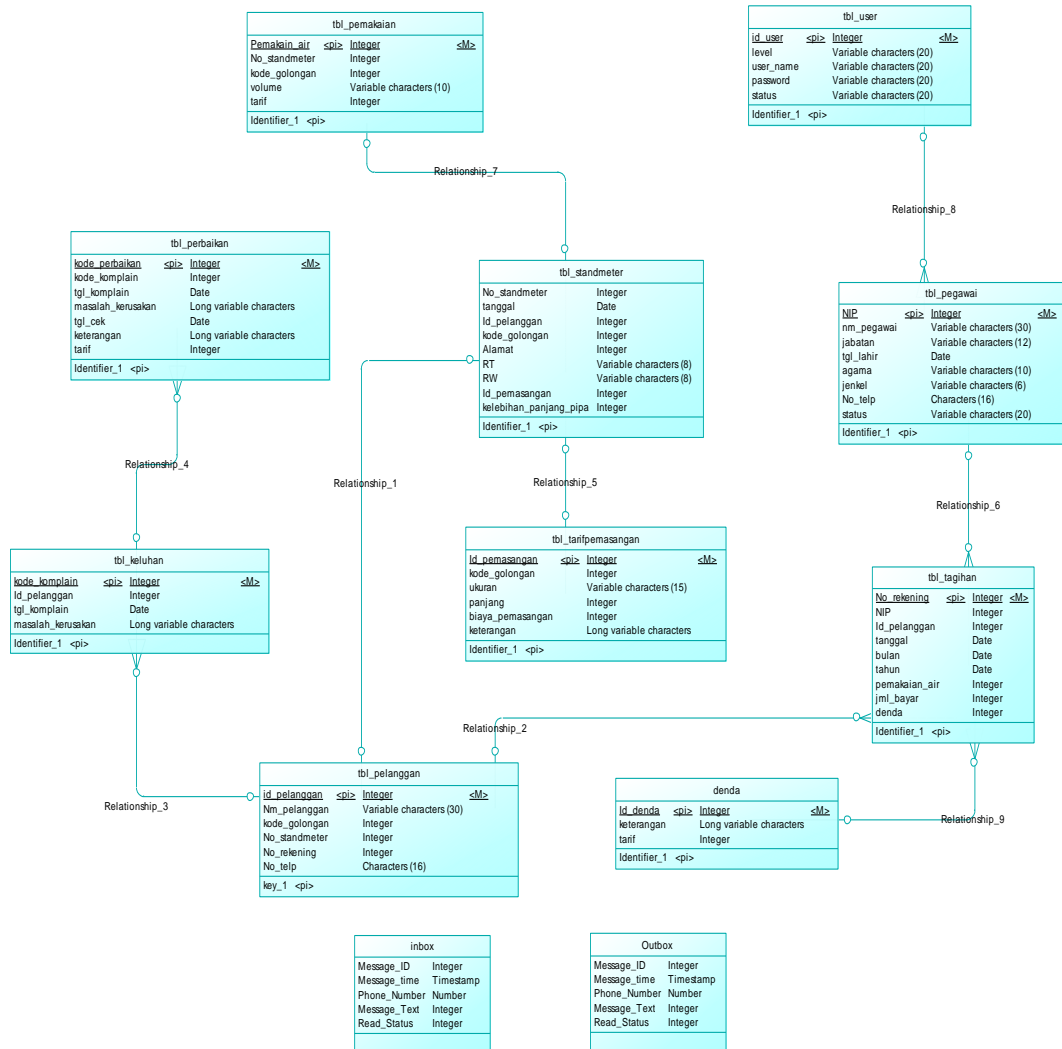 tbl_pemakaian
Pemakain_air <pi> Integer <M>
No_standmeter Integer
kode_golongan Integer
volume Variable characters (10)
tarif Integer
Identifier_1 <pi>
tbl_user
id_user <pi> Integer <M>
level Variable characters (20)
user_name Variable characters (20)
password Variable characters (20)
status Variable characters (20)
Identifier_1 <pi>
Relationship_7
Relationship_8
tbl_perbaikan
kode_perbaikan <pi> Integer <M>
kode_komplain Integer
tgl_komplain Date
masalah_kerusakan Long variable characters
tgl_cek Date
keterangan Long variable characters
tarif Integer
Identifier_1 <pi>
tbl_standmeter
No_standmeter Integer
tanggal Date
Id_pelanggan Integer
kode_golongan Integer
Alamat Integer
RT Variable characters (8)
RW Variable characters (8)
Id_pemasangan Integer
kelebihan_panjang_pipa Integer
Identifier_1 <pi>
tbl_pegawai
NIP <pi> Integer <M>
nm_pegawai Variable characters (30)
jabatan Variable characters (12)
tgl_lahir Date
agama Variable characters (10)
jenkel Variable characters (6)
No_telp Characters (16)
status Variable characters (20)
Identifier_1 <pi>
Relationship_4
Relationship_1
Relationship_5
Relationship_6
tbl_keluhan
kode_komplain <pi> Integer <M>
Id_pelanggan Integer
tgl_komplain Date
masalah_kerusakan Long variable characters
Identifier_1 <pi>
tbl_tarifpemasangan
Id_pemasangan <pi> Integer <M>
kode_golongan Integer
ukuran Variable characters (15)
panjang Integer
biaya_pemasangan Integer
keterangan Long variable characters
Identifier_1 <pi>
tbl_tagihan
No_rekening <pi> Integer <M>
NIP Integer
Id_pelanggan Integer
tanggal Date
bulan Date
tahun Date
pemakaian_air Integer
jml_bayar Integer
denda Integer
Identifier_1 <pi>
Relationship_2
Relationship_3
tbl_pelanggan
id_pelanggan <pi> Integer <M>
Nm_pelanggan Variable characters (30)
kode_golongan Integer
No_standmeter Integer
No_rekening Integer
No_telp Characters (16)
key_1 <pi>
denda
Id_denda <pi> Integer <M>
keterangan Long variable characters
tarif Integer
Identifier_1 <pi>
Relationship_9
inbox
Message_ID Integer
Message_time Timestamp
Phone_Number Number
Message_Text Integer
Read_Status Integer
Outbox
Message_ID Integer
Message_time Timestamp
Phone_Number Number
Message_Text Integer
Read_Status Integer